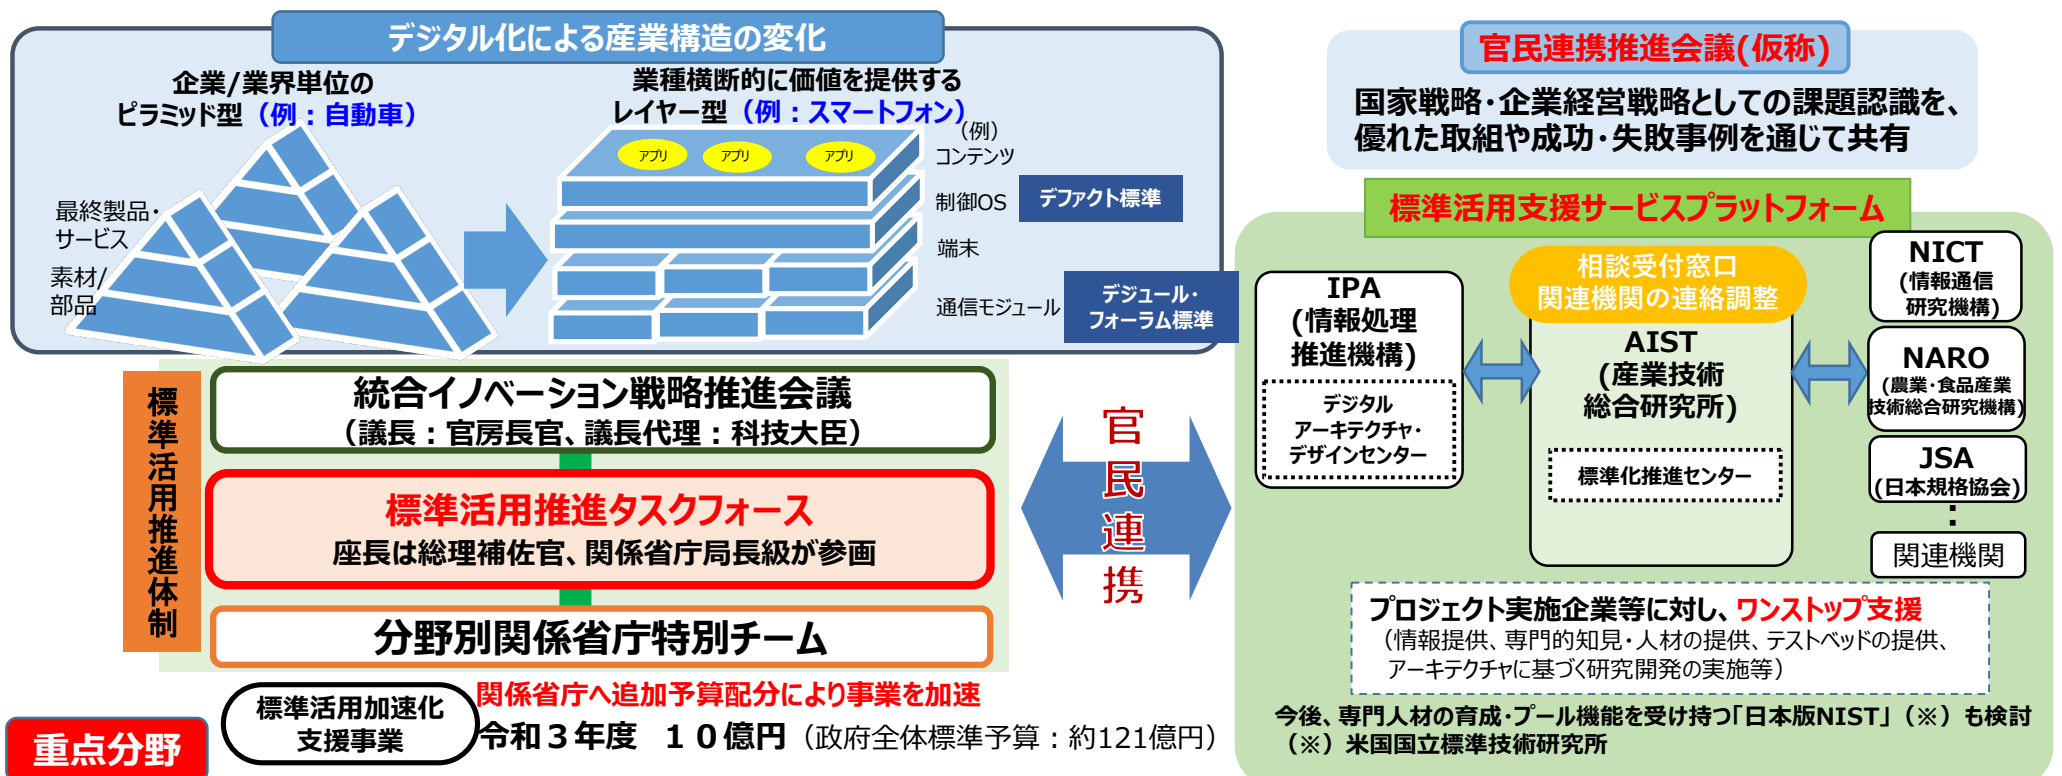 デジタル化による産業構造の変化
企業/業界単位の
ピラミッド型（例：自動車）
業種横断的に価値を提供する
レイヤー型（例：スマートフォン）
最終製品・
サービス
素材/
部品
アプリ
アプリ
アプリ
（例）
コンテンツ
制御OS
デファクト標準
端末
通信モジュール
デジュール・
フォーラム標準
標準活用推進体制
統合イノベーション戦略推進会議
（議長：官房長官、議長代理：科技大臣）
標準活用推進タスクフォース
座長は総理補佐官、関係省庁局長級が参画
分野別関係省庁特別チーム
標準活用加速化
支援事業
関係省庁へ追加予算配分により事業を加速
令和３年度　１０億円（政府全体標準予算：約121億円）
重点分野
官民連携
官民連携推進会議(仮称)
国家戦略・企業経営戦略としての課題認識を、
優れた取組や成功・失敗事例を通じて共有
標準活用支援サービスプラットフォーム
IPA
(情報処理
推進機構)
デジタル
アーキテクチャ・
デザインセンター
相談受付窓口
関連機関の連絡調整
AIST
(産業技術
総合研究所)
標準化推進センター
NICT
(情報通信
研究機構)
NARO
(農業・食品産業
技術総合研究機構)
JSA
(日本規格協会)
：
関連機関
プロジェクト実施企業等に対し、ワンストップ支援
（情報提供、専門的知見・人材の提供、テストベッドの提供、
アーキテクチャに基づく研究開発の実施等）
今後、専門人材の育成・プール機能を受け持つ「日本版NIST」（※）も検討
（※）米国国立標準技術研究所